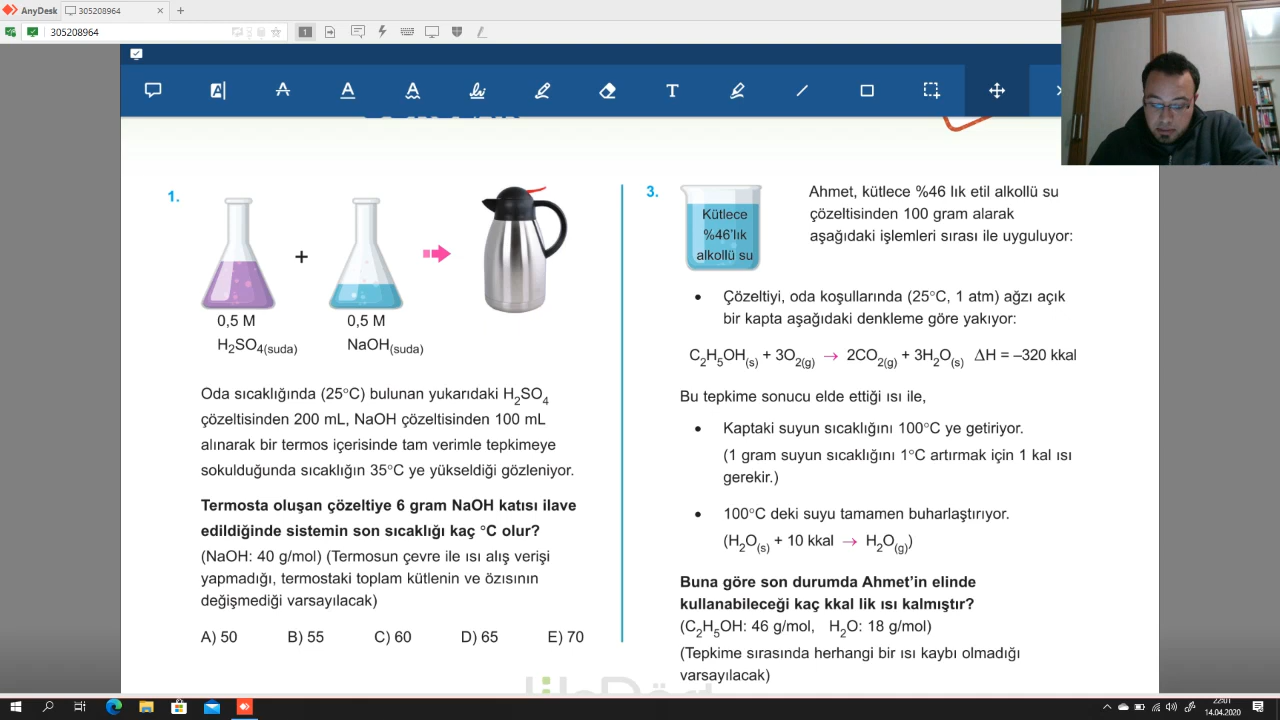 AnyDesk
305208964
305208964
1
A
A
A
A
T
1.
+
0,5 M
0,5 M
H2SO4(suda)
NaOH(suda)
Oda sıcaklığında (25°C) bulunan yukarıdaki H2SO4
çözeltisinden 200 mL, NaOH çözeltisinden 100 mL
alınarak bir termos içerisinde tam verimle tepkimeye
sokulduğunda sıcaklığın 35°C ye yükseldiği gözleniyor.
Termosta oluşan çözeltiye 6 gram NaOH katısı ilave
edildiğinde sistemin son sıcaklığı kaç °C olur?
(NaOH: 40 g/mol) (Termosun çevre ile ısı alış verişi
yapmadığı, termostaki toplam kütlenin ve özısının
değişmediği varsayılacak)
A) 50 B) 55 C) 60 D) 65 E) 70
3.
Kütlece
%46'lık
alkollü su
Ahmet, kütlece %46 lık etil alkollü su
çözeltisinden 100 gram alarak
aşağıdaki işlemleri sırası ile uyguluyor:
• Çözeltiyi, oda koşullarında (25°C, 1 atm) ağzı açık
bir kapta aşağıdaki denkleme göre yakıyor:
C2H5OH(s) + 3O2(g) → 2CO2(g) + 3H2O(s) ΔH = –320 kkal
Bu tepkime sonucu elde ettiği ısı ile,
• Kaptaki suyun sıcaklığını 100°C ye getiriyor.
(1 gram suyun sıcaklığını 1°C artırmak için 1 kal ısı
gerekir.)
• 100°C deki suyu tamamen buharlaştırıyor.
(H2O(s) + 10 kkal → H2O(g))
Buna göre son durumda Ahmet'in elinde
kullanabileceği kaç kkal lik ısı kalmıştır?
(C2H5OH: 46 g/mol, H2O: 18 g/mol)
(Tepkime sırasında herhangi bir ısı kaybı olmadığı
varsayılacak)
22:01
14.04.2020